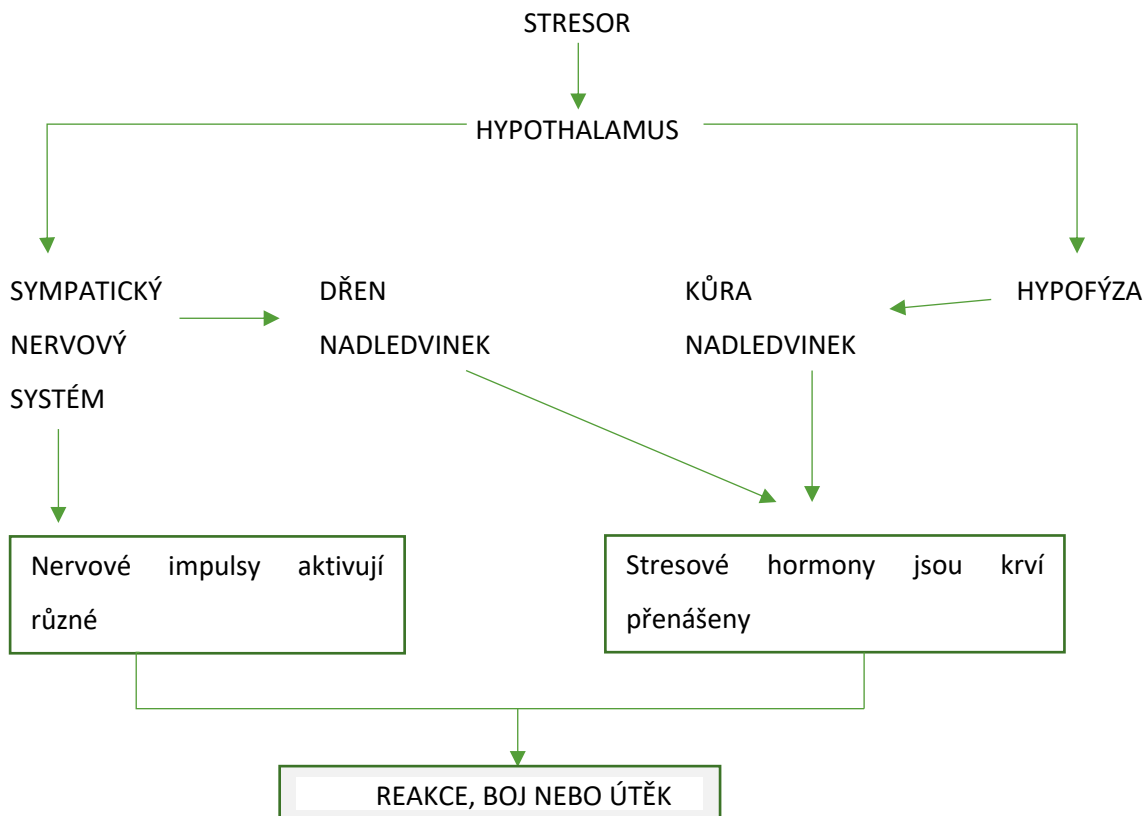 STRESOR
HYPOTHALAMUS
SYMPATICKÝ
NERVOVÝ
SYSTÉM
DŘEN
NADLEDVINEK
KŮRA
NADLEDVINEK
HYPOFÝZA
Nervové impulsy aktivují
různé
Stresové hormony jsou krví
přenášeny
REAKCE, BOJ NEBO ÚTĚK